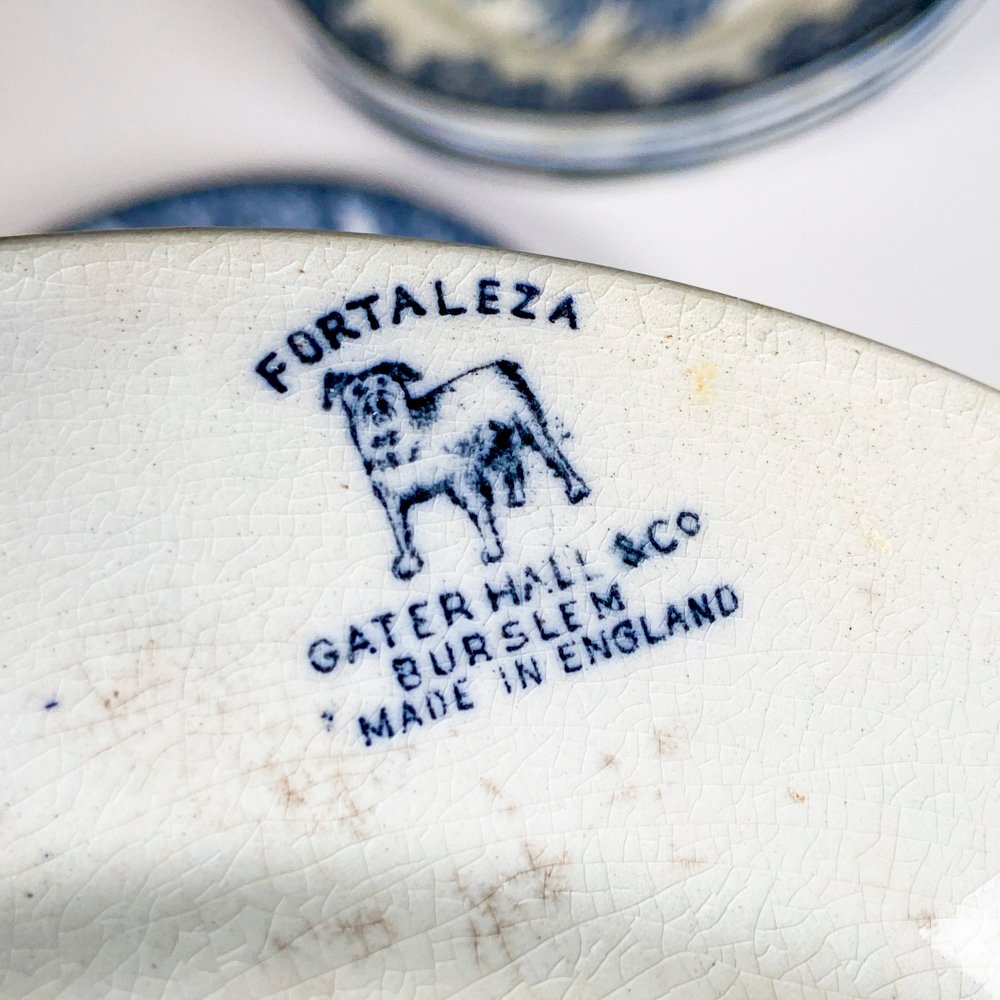 FORTALEZA
GATER HALL & Co
BURSLEM
MADE IN ENGLAND